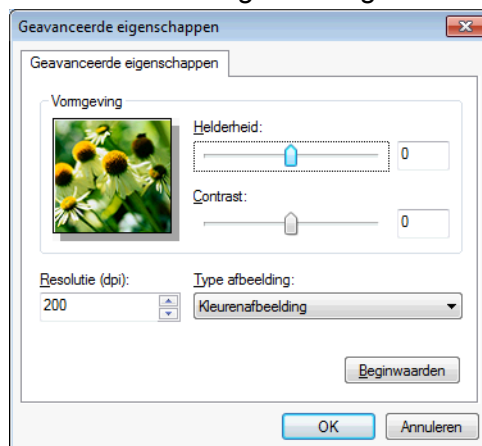 Geavanceerde eigenschappen
Geavanceerde eigenschappen
Vormgeving
Helderheid:
0
Contrast:
0
Resolutie (dpi):
Type afbeelding:
200
Kleurenafbeelding
Beginwaarden
OK
Annuleren